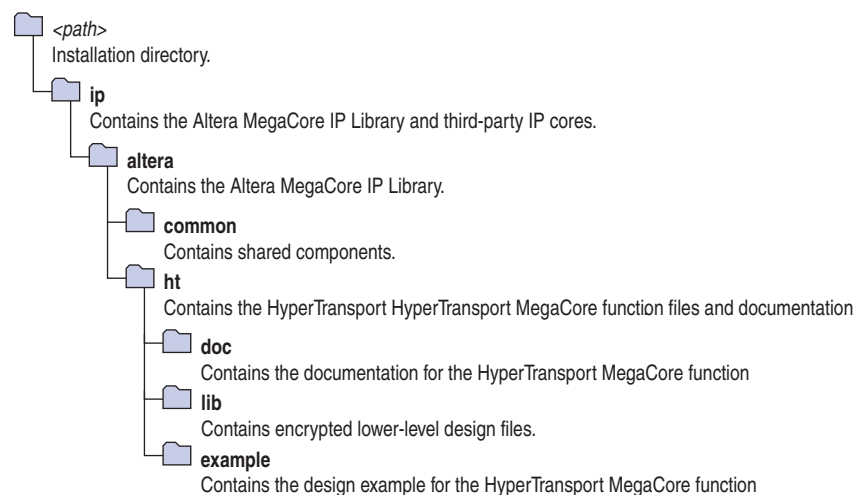 <path>
Installation directory.
ip
Contains the Altera MegaCore IP Library and third-party IP cores.
altera
Contains the Altera MegaCore IP Library.
common
Contains shared components.
ht
Contains the HyperTransport HyperTransport MegaCore function files and documentation
doc
Contains the documentation for the HyperTransport MegaCore function
lib
Contains encrypted lower-level design files.
example
Contains the design example for the HyperTransport MegaCore function